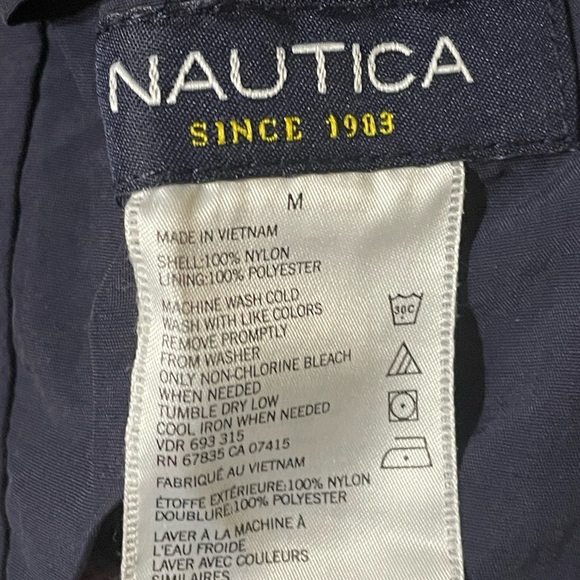 NAUTICA
SINCE 1983
M
MADE IN VIETNAM
SHELL:100% NYLON
LINING:100% POLYESTER
MACHINE WASH COLD
WASH WITH LIKE COLORS
REMOVE PROMPTLY
FROM WASHER
ONLY NON-CHLORINE BLEACH
WHEN NEEDED
TUMBLE DRY LOW
COOL IRON WHEN NEEDED
VDR 693 315
RN 67835 CA 07415
30C
FABRIQUÉ AU VIETNAM
ÉTOFFE EXTÉRIEURE:100% NYLON
DOUBLURE:100% POLYESTER
LAVER À LA MACHINE À
L'EAU FROIDE
LAVER AVEC COULEURS
SIMILAIRES